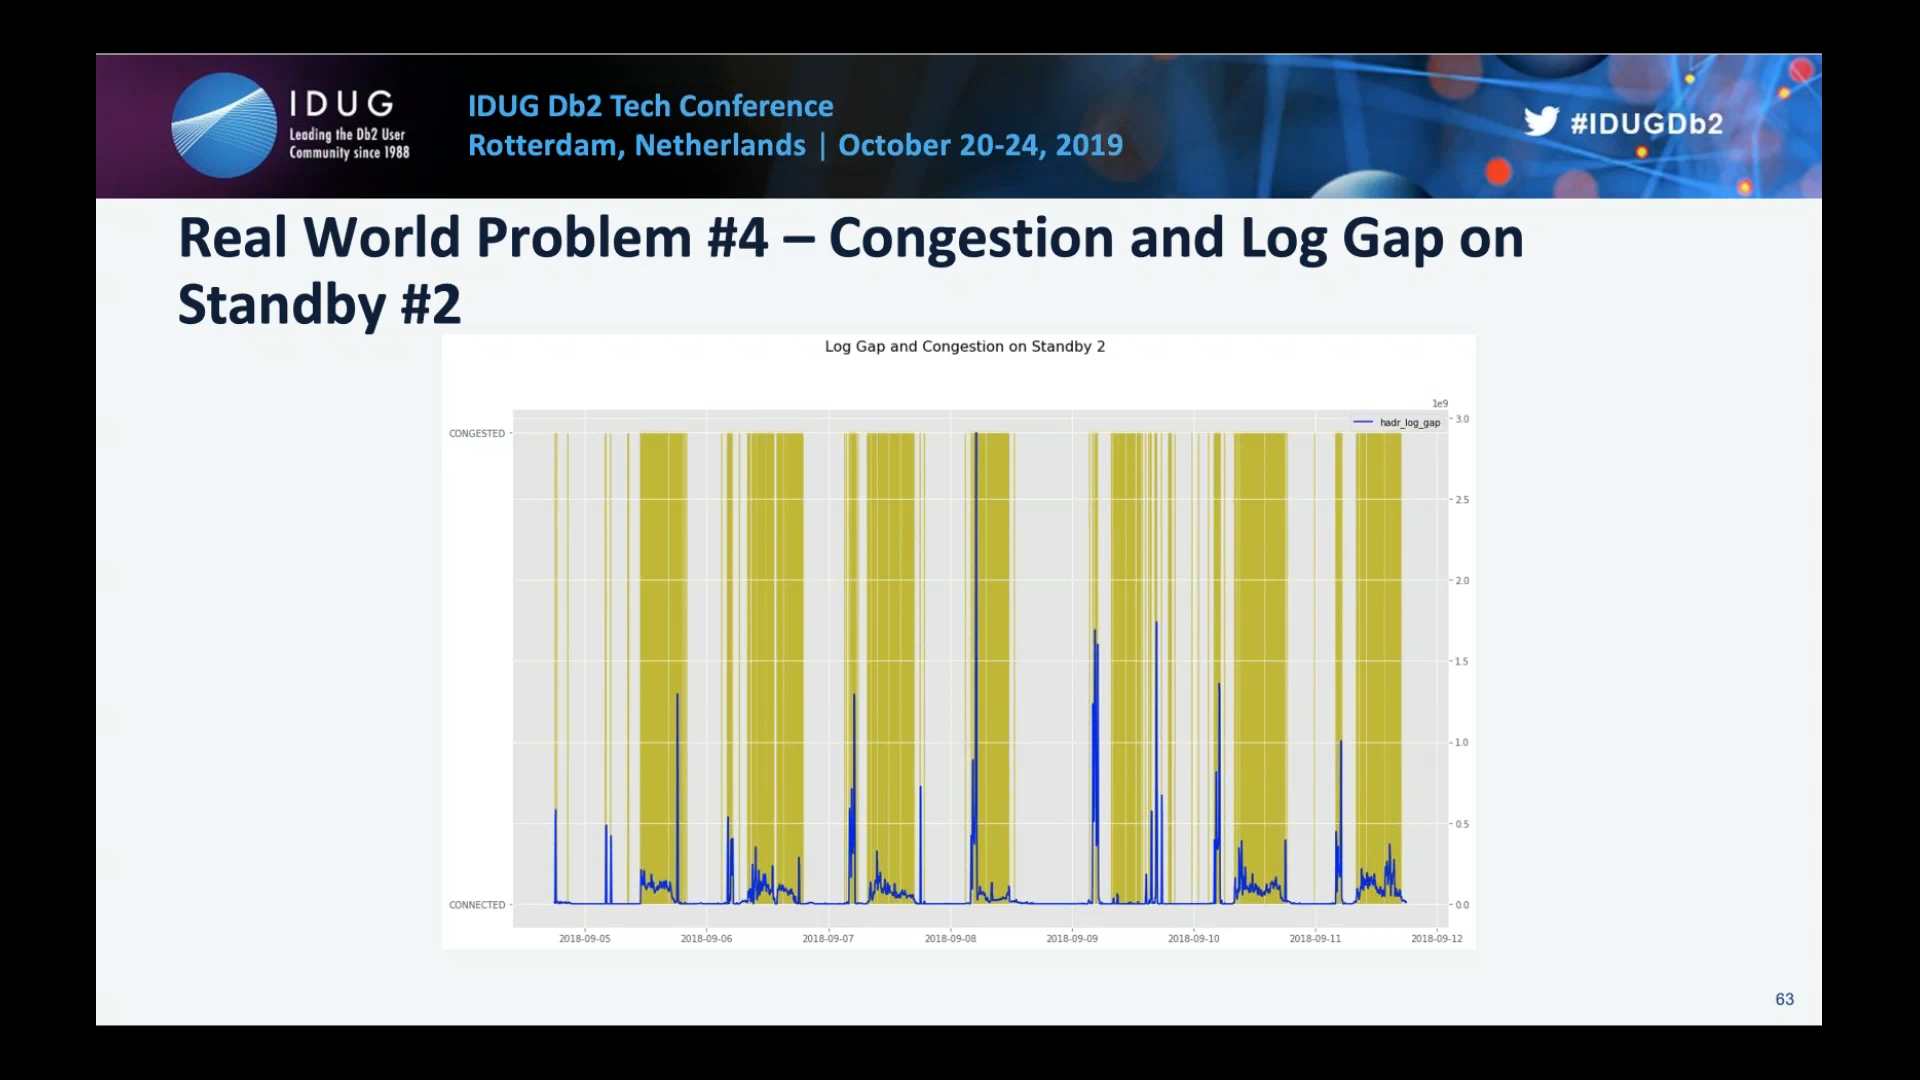 IDUG
Leading the Db2 User
Community since 1988
IDUG Db2 Tech Conference
Rotterdam, Netherlands | October 20-24, 2019
#IDUGDb2
Real World Problem #4 – Congestion and Log Gap on
Standby #2
Log Gap and Congestion on Standby 2
1e9
hadr_log_gap
CONGESTED
CONNECTED
3.0
2.5
2.0
1.5
1.0
0.5
0.0
2018-09-05 2018-09-06 2018-09-07 2018-09-08 2018-09-09 2018-09-10 2018-09-11 2018-09-12
63